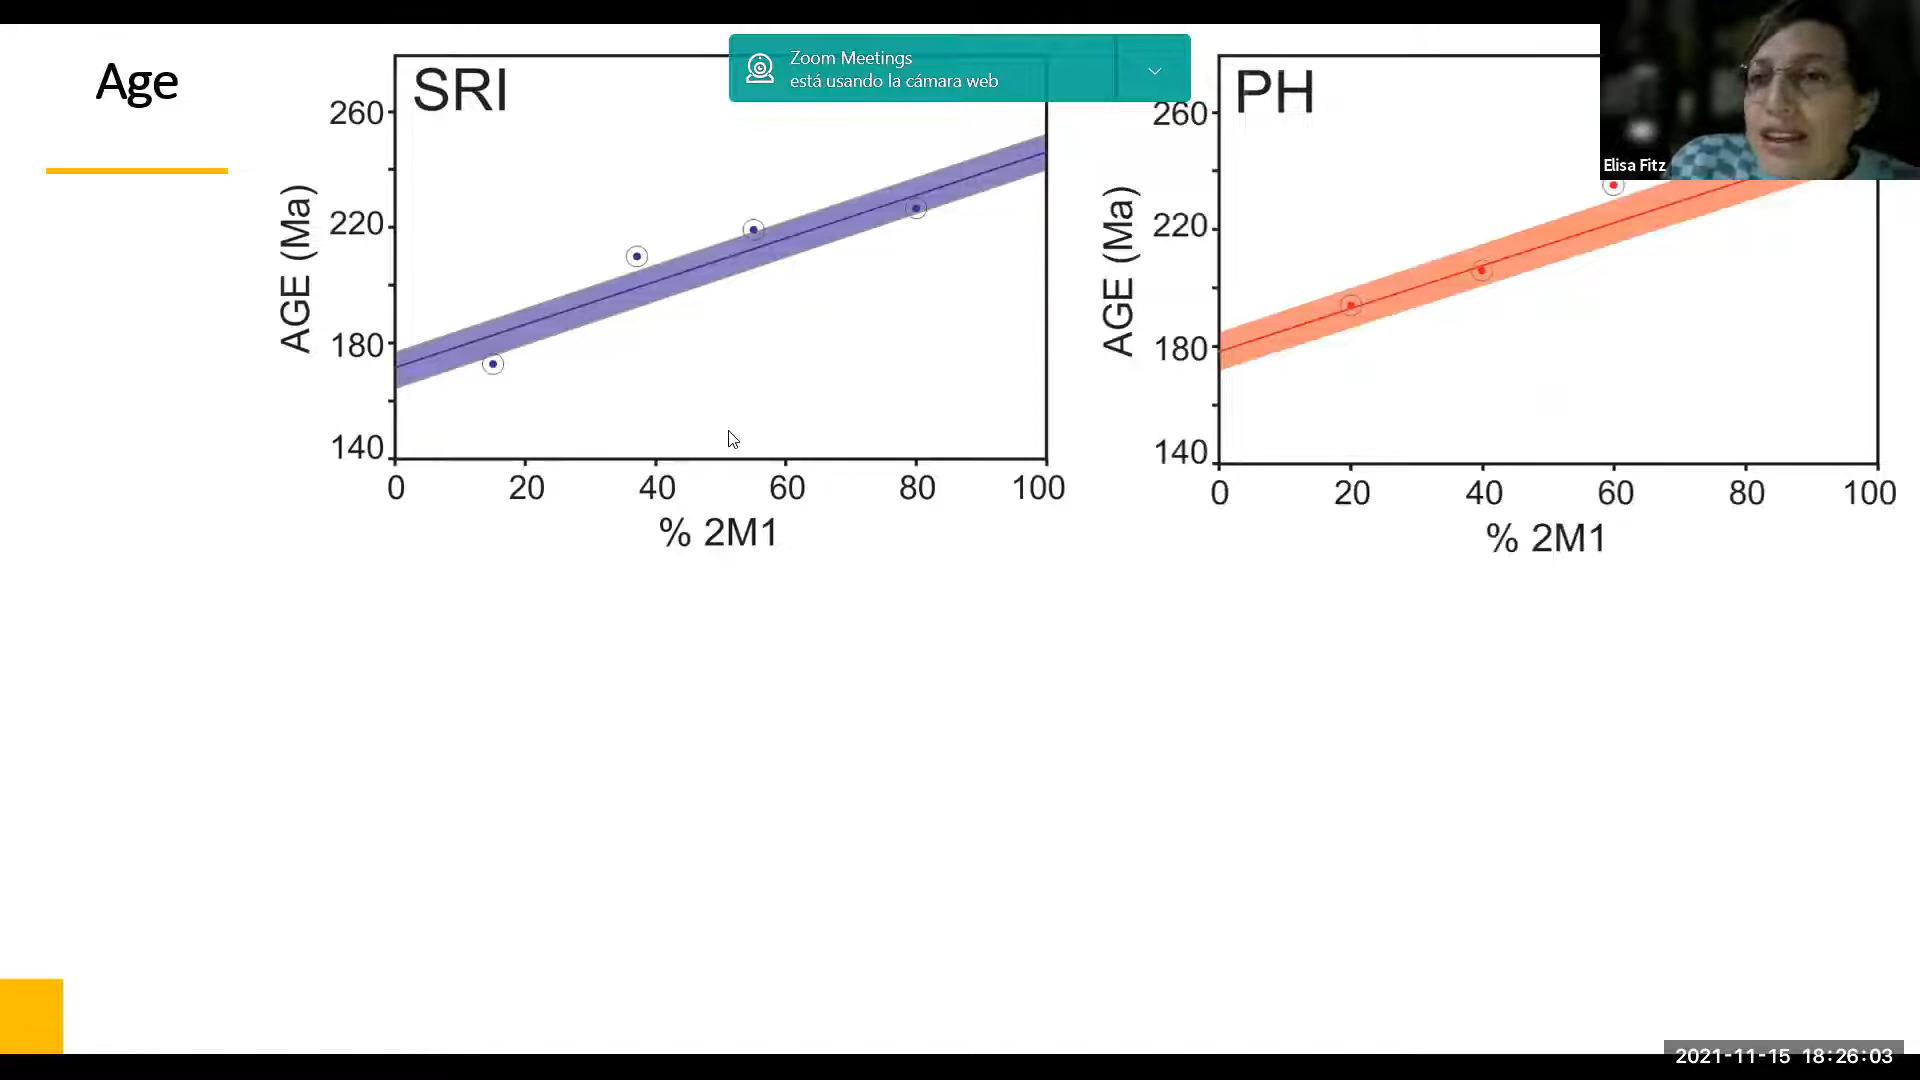 Age
Zoom Meetings
está usando la cámara web
SRI
260
220
180
140
AGE (Ma)
0 20 40 60 80 100
% 2M1
PH
260
220
180
140
AGE (Ma)
0 20 40 60 80 100
% 2M1
Elisa Fitz
2021-11-15 18:26:03